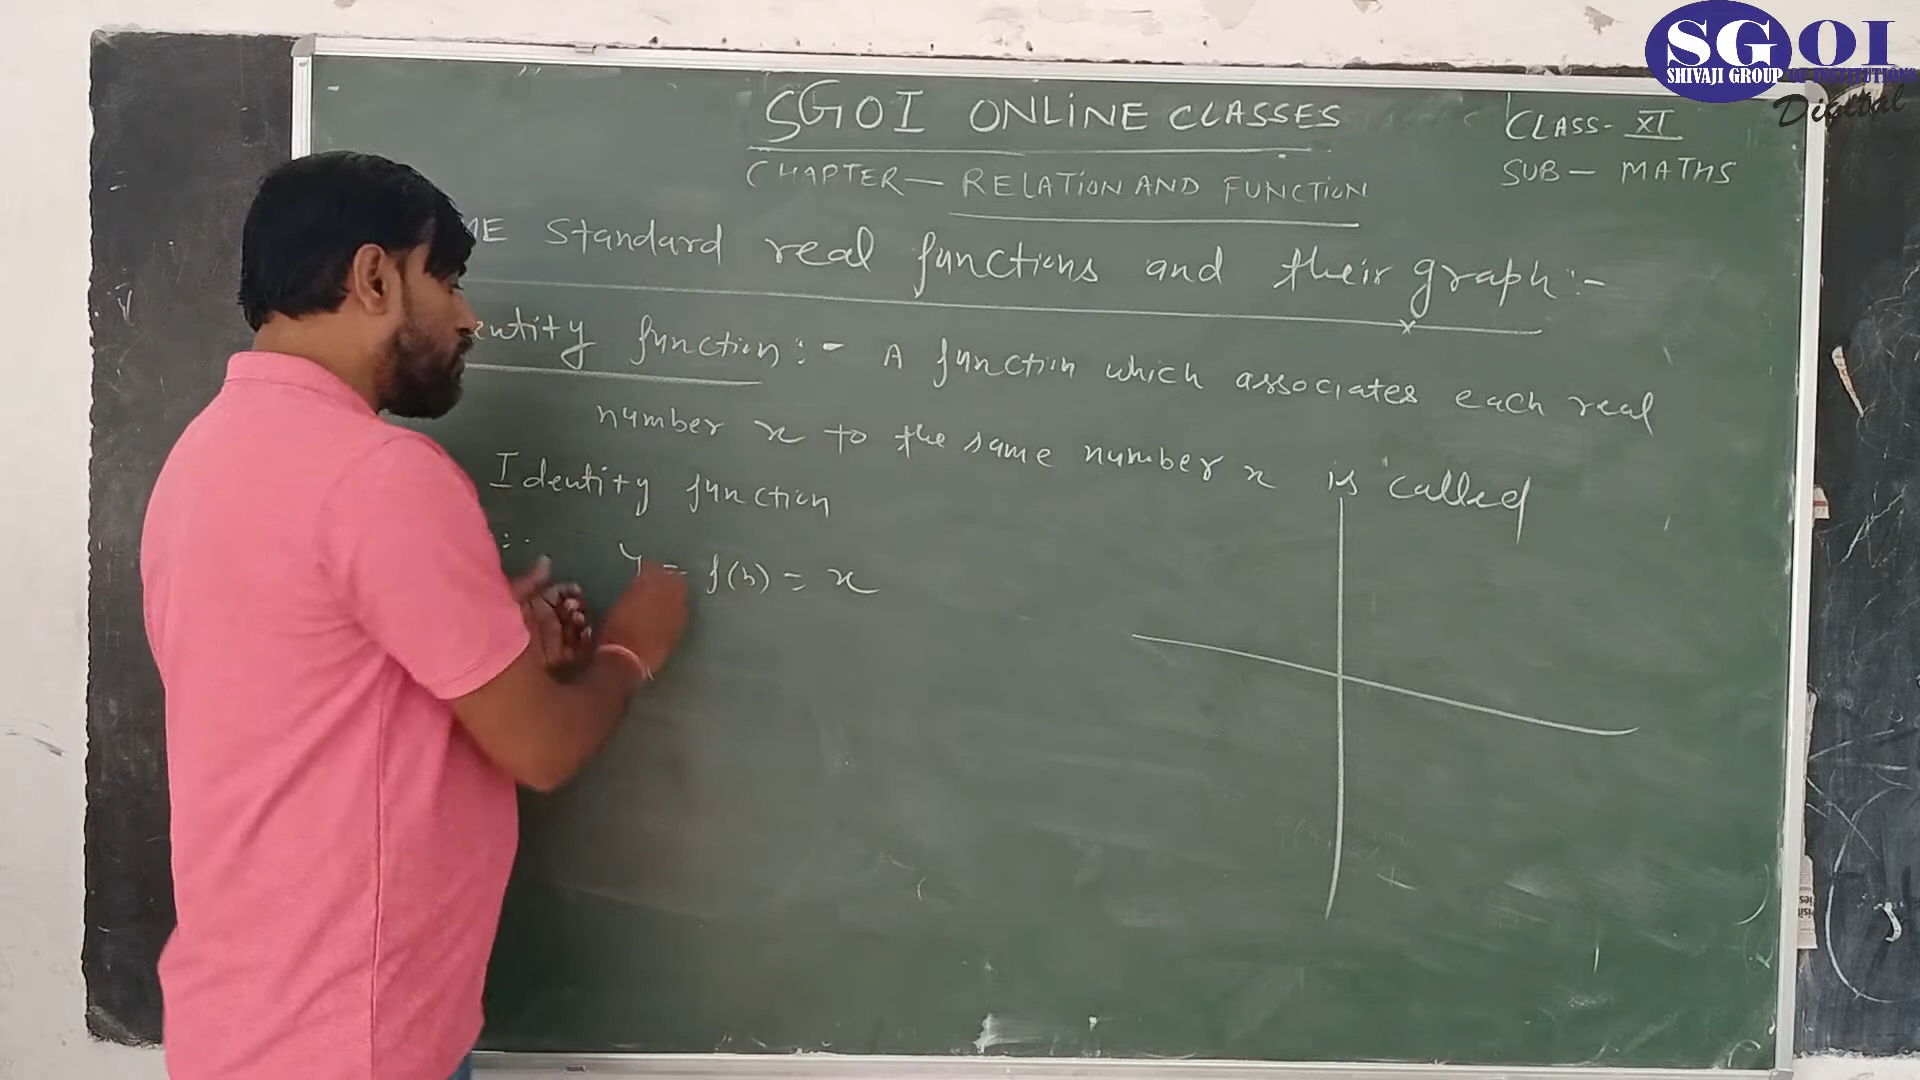 SGOI
SHIVAJI GROUP OF INSTITUTIONS
Digital
SGOI ONLINE CLASSES
CLASS- XI
CHAPTER- RELATION AND FUNCTION
SUB- MATHS
ME Standard real functions and their graph:-
entity function:- A function which associates each real
number x to the same number x is called
Identity function
y = f(x) = x